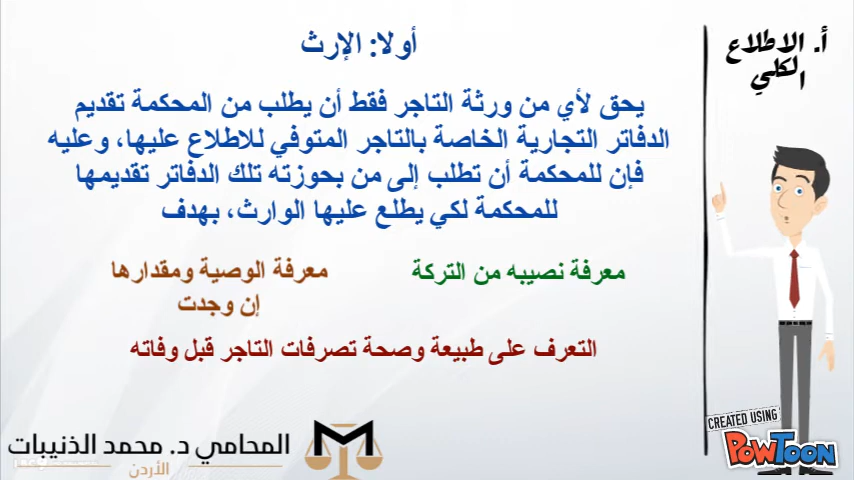 أ. الاطلاع
الكلي
أولا: الإرث
يحق لأي من ورثة التاجر فقط أن يطلب من المحكمة تقديم
الدفاتر التجارية الخاصة بالتاجر المتوفي للاطلاع عليها، وعليه
فإن للمحكمة أن تطلب إلى من بحوزته تلك الدفاتر تقديمها
للمحكمة لكي يطلع عليها الوارث، بهدف
معرفة نصيبه من التركة
معرفة الوصية ومقدارها
إن وجدت
التعرف على طبيعة وصحة تصرفات التاجر قبل وفاته
المحامي د. محمد الذنيبات
الأردن
CREATED USING
POWTOON